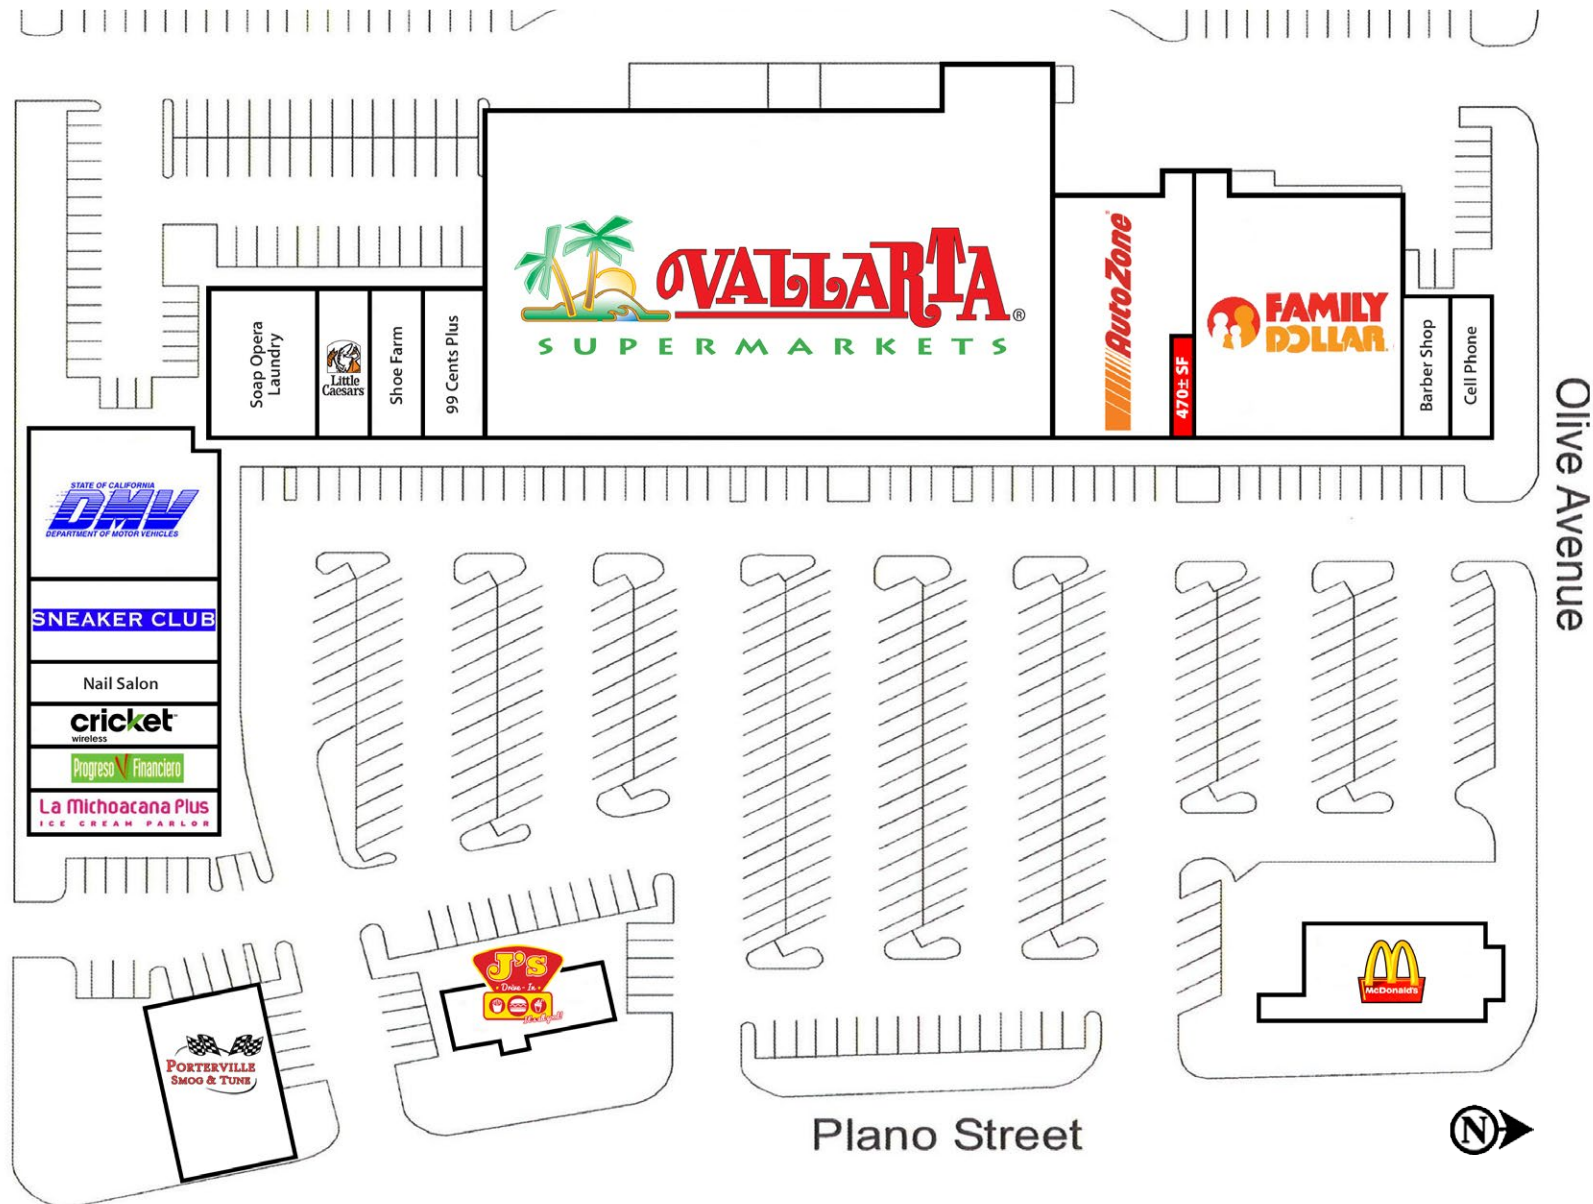 VALLARTA®
SUPERMARKETS
AutoZone
470± SF
FAMILY
DOLLAR
Barber Shop
Cell Phone
Soap Opera
Laundry
Little
Caesars
Shoe Farm
99 Cents Plus
Olive Avenue
STATE OF CALIFORNIA
DMV
DEPARTMENT OF MOTOR VEHICLES
SNEAKER CLUB
Nail Salon
cricket
wireless
Progreso Financiero
La Michoacana Plus
ICE CREAM PARLOR
J's
Drive-In
McDonald's
PORTERVILLE
SMOG & TUNE
Plano Street
N